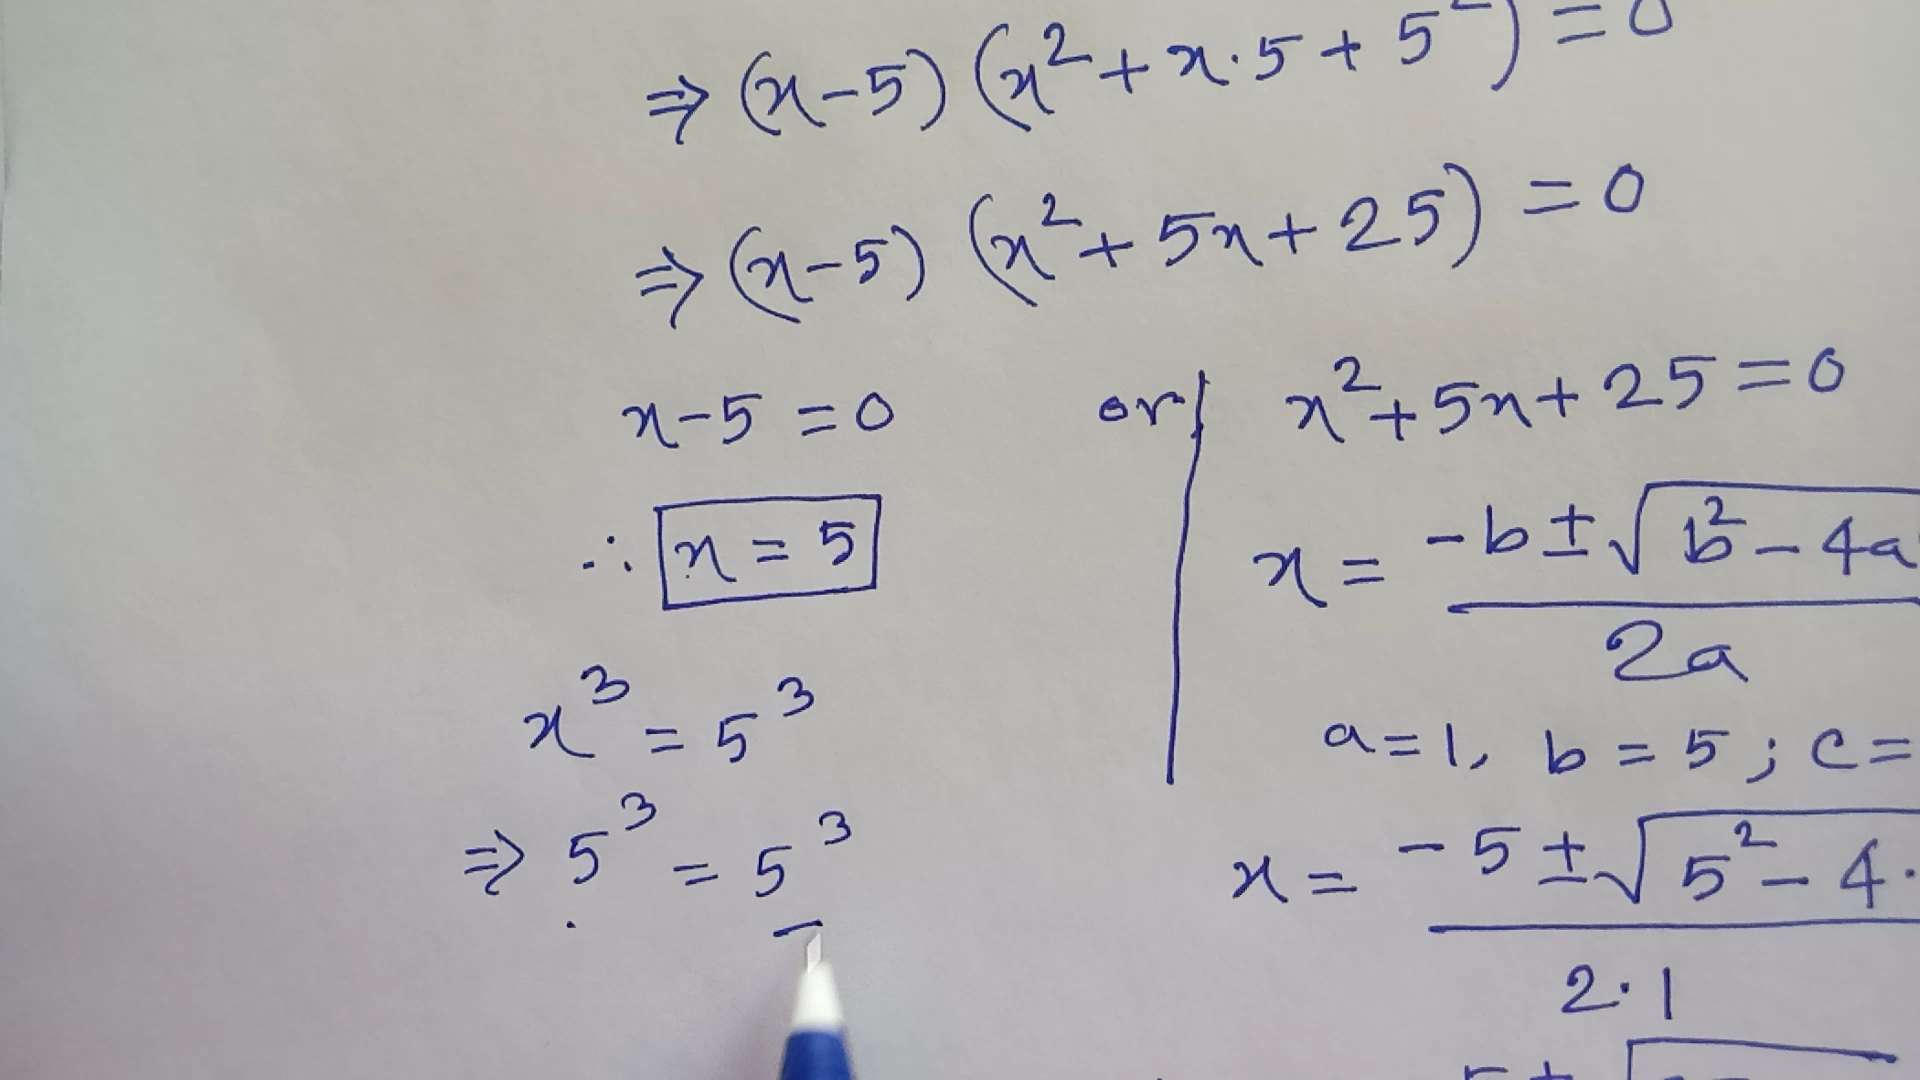 ⇒ (x-5) (x² + x·5 + 5²) = 0
⇒ (x-5) (x² + 5x + 25) = 0
x-5 = 0 or x² + 5x + 25 = 0
∴ x = 5
x = -b ± √b² - 4a
2a
x³ = 5³
a = 1, b = 5; c =
⇒ 5³ = 5³
x = -5 ± √5² - 4·
2·1